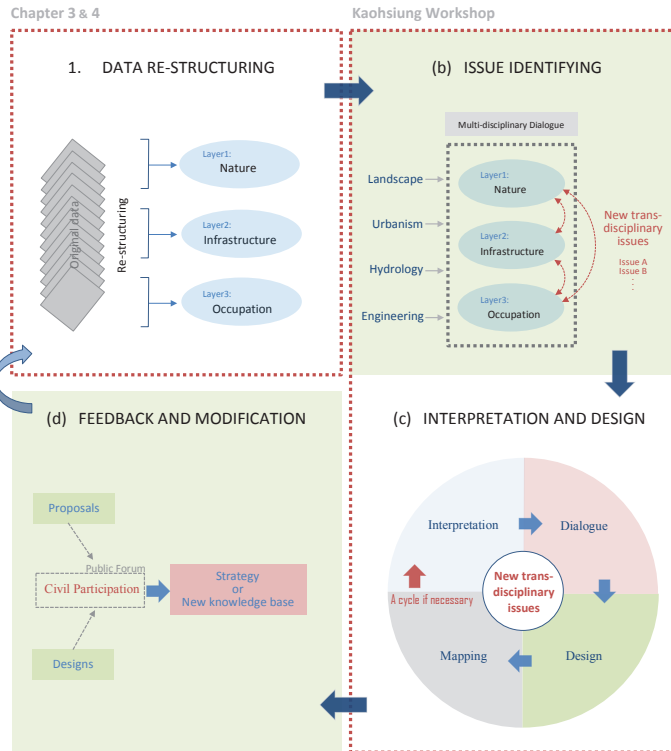 Chapter 3 & 4
Kaohsiung Workshop
1. DATA RE-STRUCTURING
Original data
Re-structuring
Layer1:
Nature
Layer2:
Infrastructure
Layer3:
Occupation
(b) ISSUE IDENTIFYING
Multi-disciplinary Dialogue
Landscape
Urbanism
Hydrology
Engineering
Layer1:
Nature
Layer2:
Infrastructure
Layer3:
Occupation
New trans-
disciplinary
issues
Issue A
Issue B
.
.
.
(d) FEEDBACK AND MODIFICATION
Proposals
Public Forum
Civil Participation
Designs
Strategy
or
New knowledge base
(c) INTERPRETATION AND DESIGN
Interpretation
Dialogue
New trans-
disciplinary
issues
A cycle if necessary
Mapping
Design